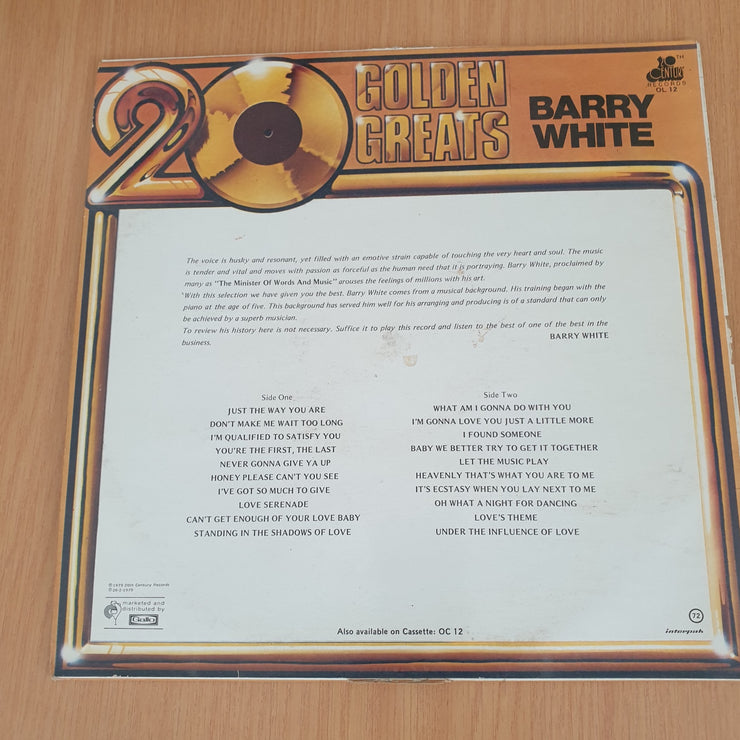 20 GOLDEN
GREATS
BARRY
WHITE
20TH
CENTURY
RECORDS
OL 12
The voice is husky and resonant, yet filled with an emotive strain capable of touching the very heart and soul. The music
is tender and vital and moves with passion as forceful as the human need that it is portraying. Barry White, proclaimed by
many as "The Minister Of Words And Music" arouses the feelings of millions with his art.
"With this selection we have given you the best. Barry White comes from a musical background. His training began with the
piano at the age of five. This background has served him well for his arranging and producing is of a standard that can only
be achieved by a superb musician.
To review his history here is not necessary. Suffice it to play this record and listen to the best of one of the best in the
business.
BARRY WHITE
Side One
JUST THE WAY YOU ARE
DON'T MAKE ME WAIT TOO LONG
I'M QUALIFIED TO SATISFY YOU
YOU'RE THE FIRST, THE LAST
NEVER GONNA GIVE YA UP
HONEY PLEASE CAN'T YOU SEE
I'VE GOT SO MUCH TO GIVE
LOVE SERENADE
CAN'T GET ENOUGH OF YOUR LOVE BABY
STANDING IN THE SHADOWS OF LOVE
Side Two
WHAT AM I GONNA DO WITH YOU
I'M GONNA LOVE YOU JUST A LITTLE MORE
I FOUND SOMEONE
BABY WE BETTER TRY TO GET IT TOGETHER
LET THE MUSIC PLAY
HEAVENLY THAT'S WHAT YOU ARE TO ME
IT'S ECSTASY WHEN YOU LAY NEXT TO ME
OH WHAT A NIGHT FOR DANCING
LOVE'S THEME
UNDER THE INFLUENCE OF LOVE
℗ 1979 20th Century Records
marketed and
distributed by
Gallo
Also available on Cassette: OC 12
72
interpak